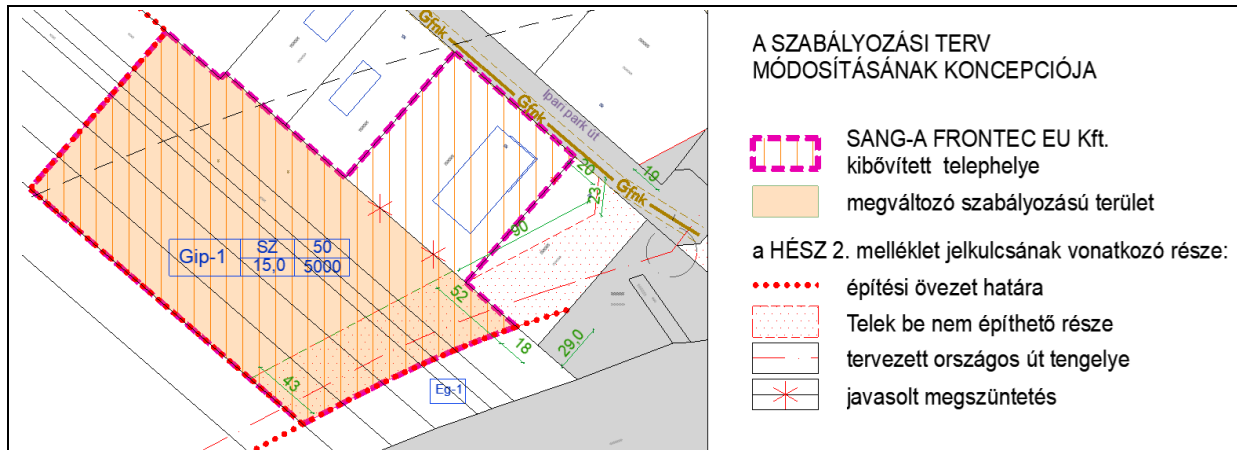 Gfnk
Gfnk
Gfnk
Ipari park út
20
23
19
90
Gip-1
SZ
50
15,0
5000
52
18
29,0
43
Eg-1
A SZABÁLYOZÁSI TERV
MÓDOSÍTÁSÁNAK KONCEPCIÓJA
SANG-A FRONTEC EU Kft.
kibővített telephelye
megváltozó szabályozású terület
a HÉSZ 2. melléklet jelkulcsának vonatkozó része:
építési övezet határa
Telek be nem építhető része
tervezett országos út tengelye
javasolt megszüntetés